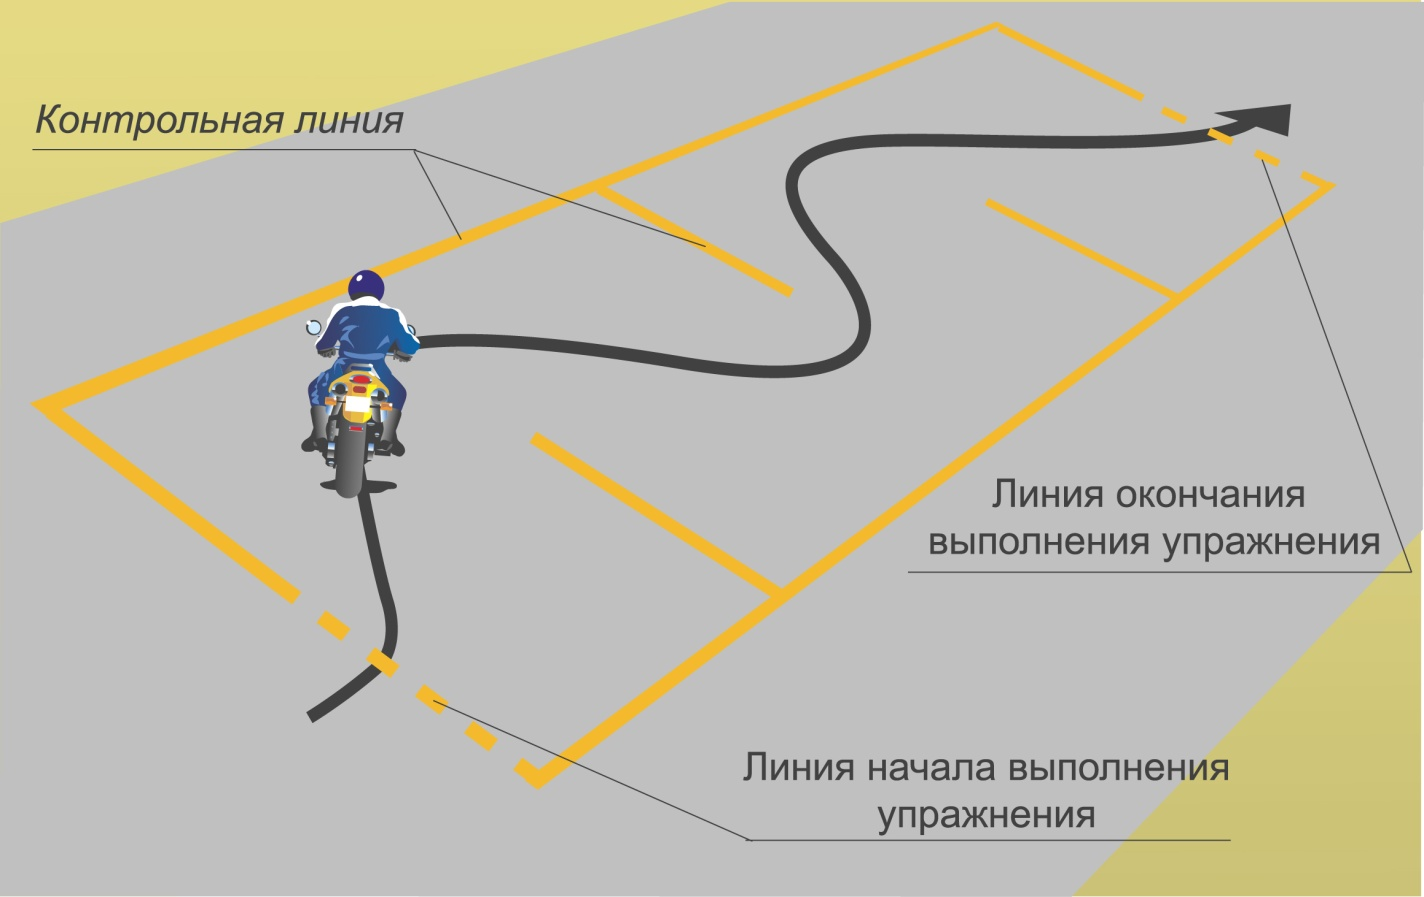 Контрольная линия
Линия окончания
выполнения упражнения
Линия начала выполнения
упражнения